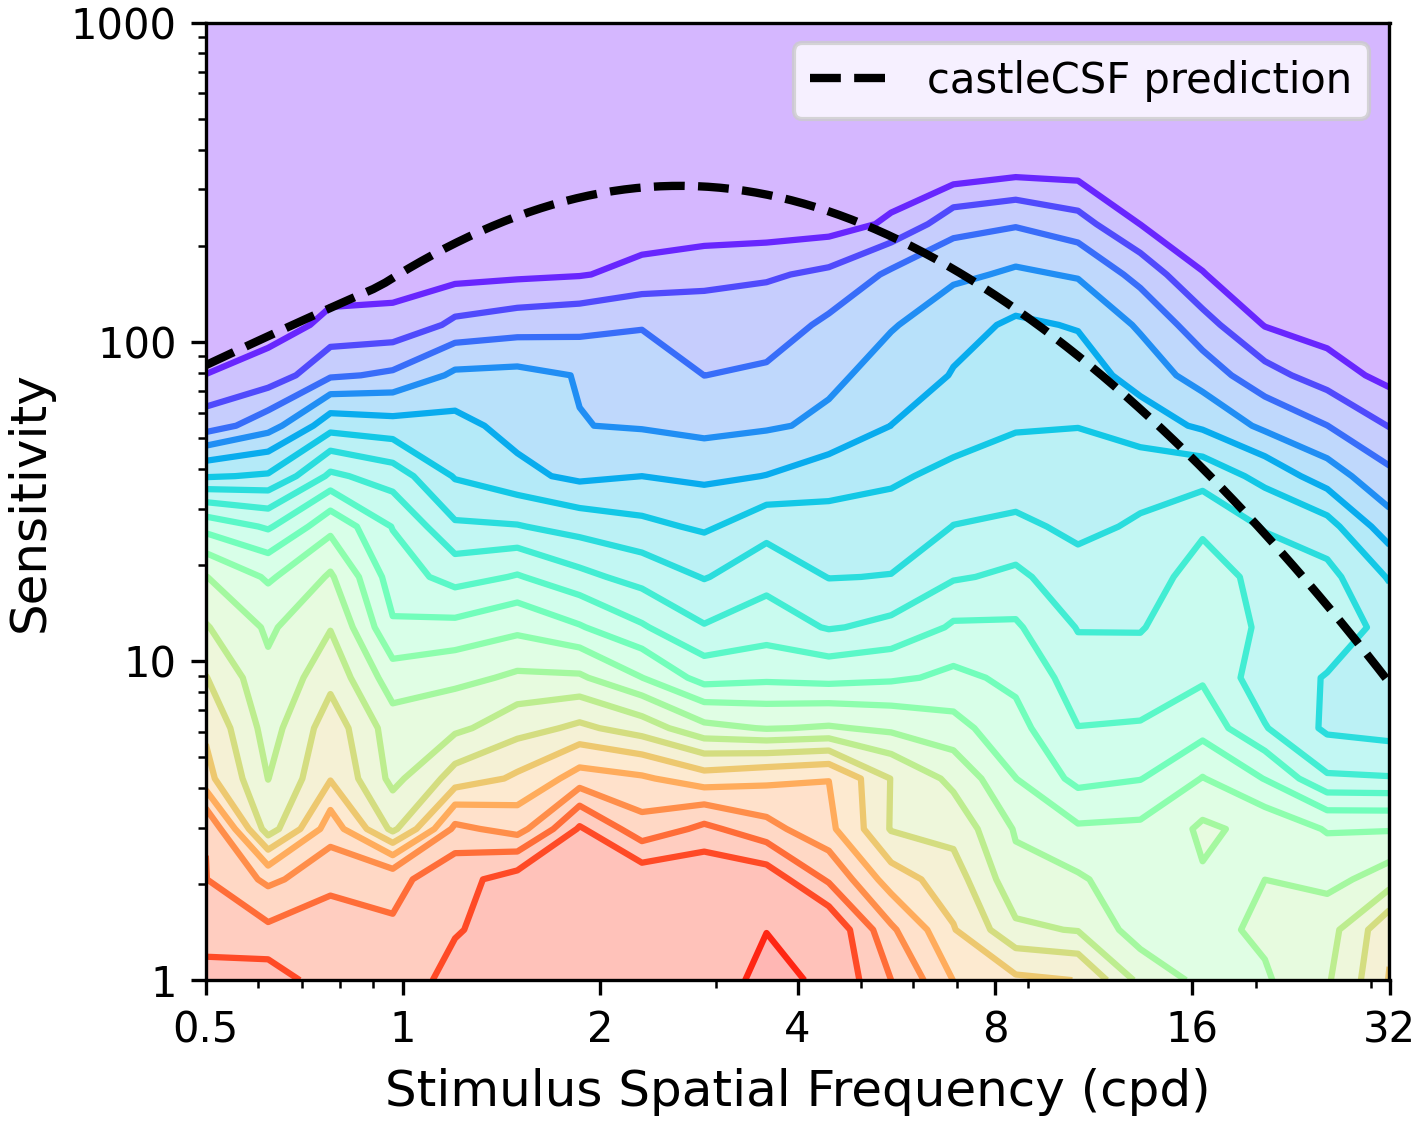 1000
castleCSF prediction
100
10
1
Sensitivity
0.5 1 2 4 8 16 32
Stimulus Spatial Frequency (cpd)